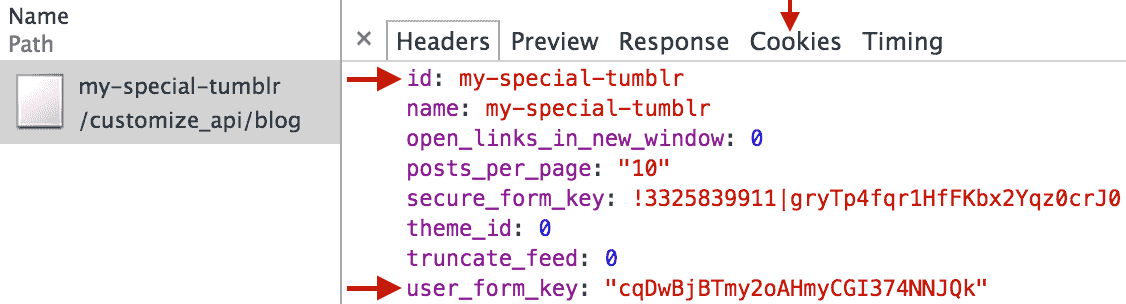 Name
Path
my-special-tumblr
/customize_api/blog
× Headers Preview Response Cookies Timing
id: my-special-tumblr
name: my-special-tumblr
open_links_in_new_window: 0
posts_per_page: "10"
secure_form_key: !3325839911|gryTp4fqr1HfFKbx2Yqz0crJ0
theme_id: 0
truncate_feed: 0
user_form_key: "cqDwBjBTmy2oAHmyCGI374NNJQk"